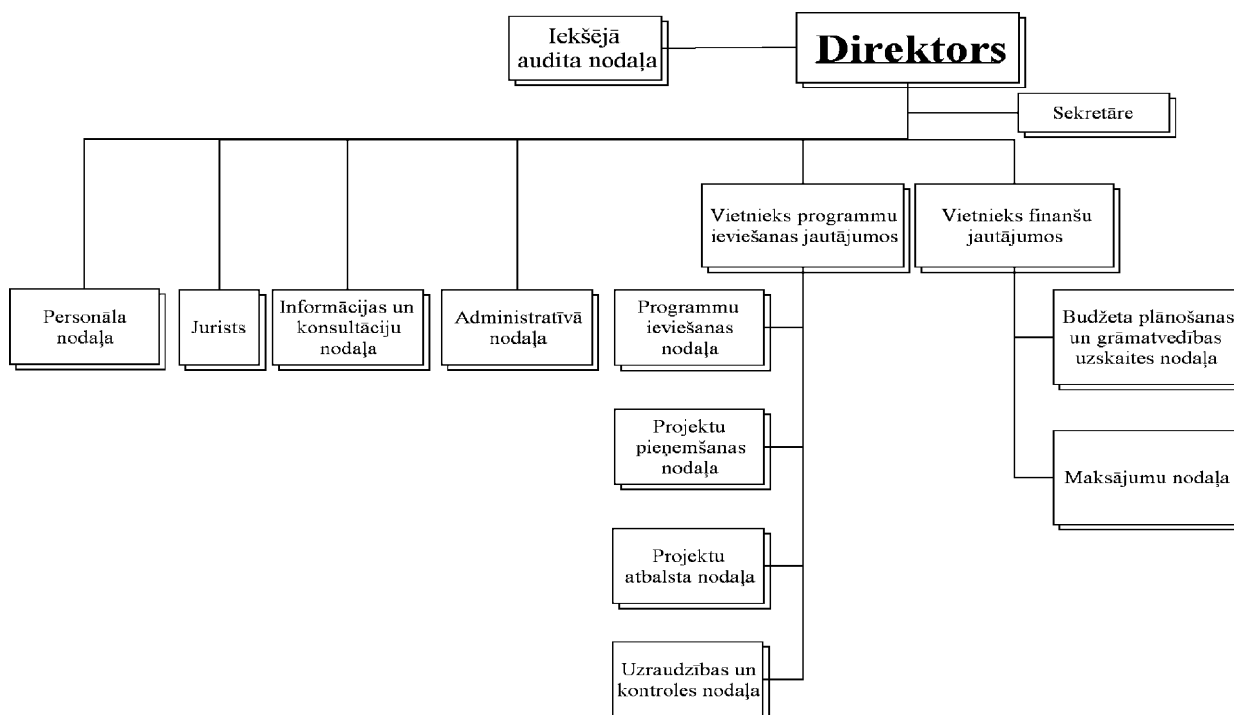 Iekšējā
audita nodaļa
Direktors
Sekretāre
Vietnieks programmu
ieviešanas jautājumos
Vietnieks finanšu
jautājumos
Personāla
nodaļa
Jurists
Informācijas un
konsultāciju
nodaļa
Administratīvā
nodaļa
Programmu
ieviešanas
nodaļa
Budžeta plānošanas
un grāmatvedības
uzskaites nodaļa
Projektu
pieņemšanas
nodaļa
Maksājumu nodaļa
Projektu
atbalsta nodaļa
Uzraudzības un
kontroles nodaļa